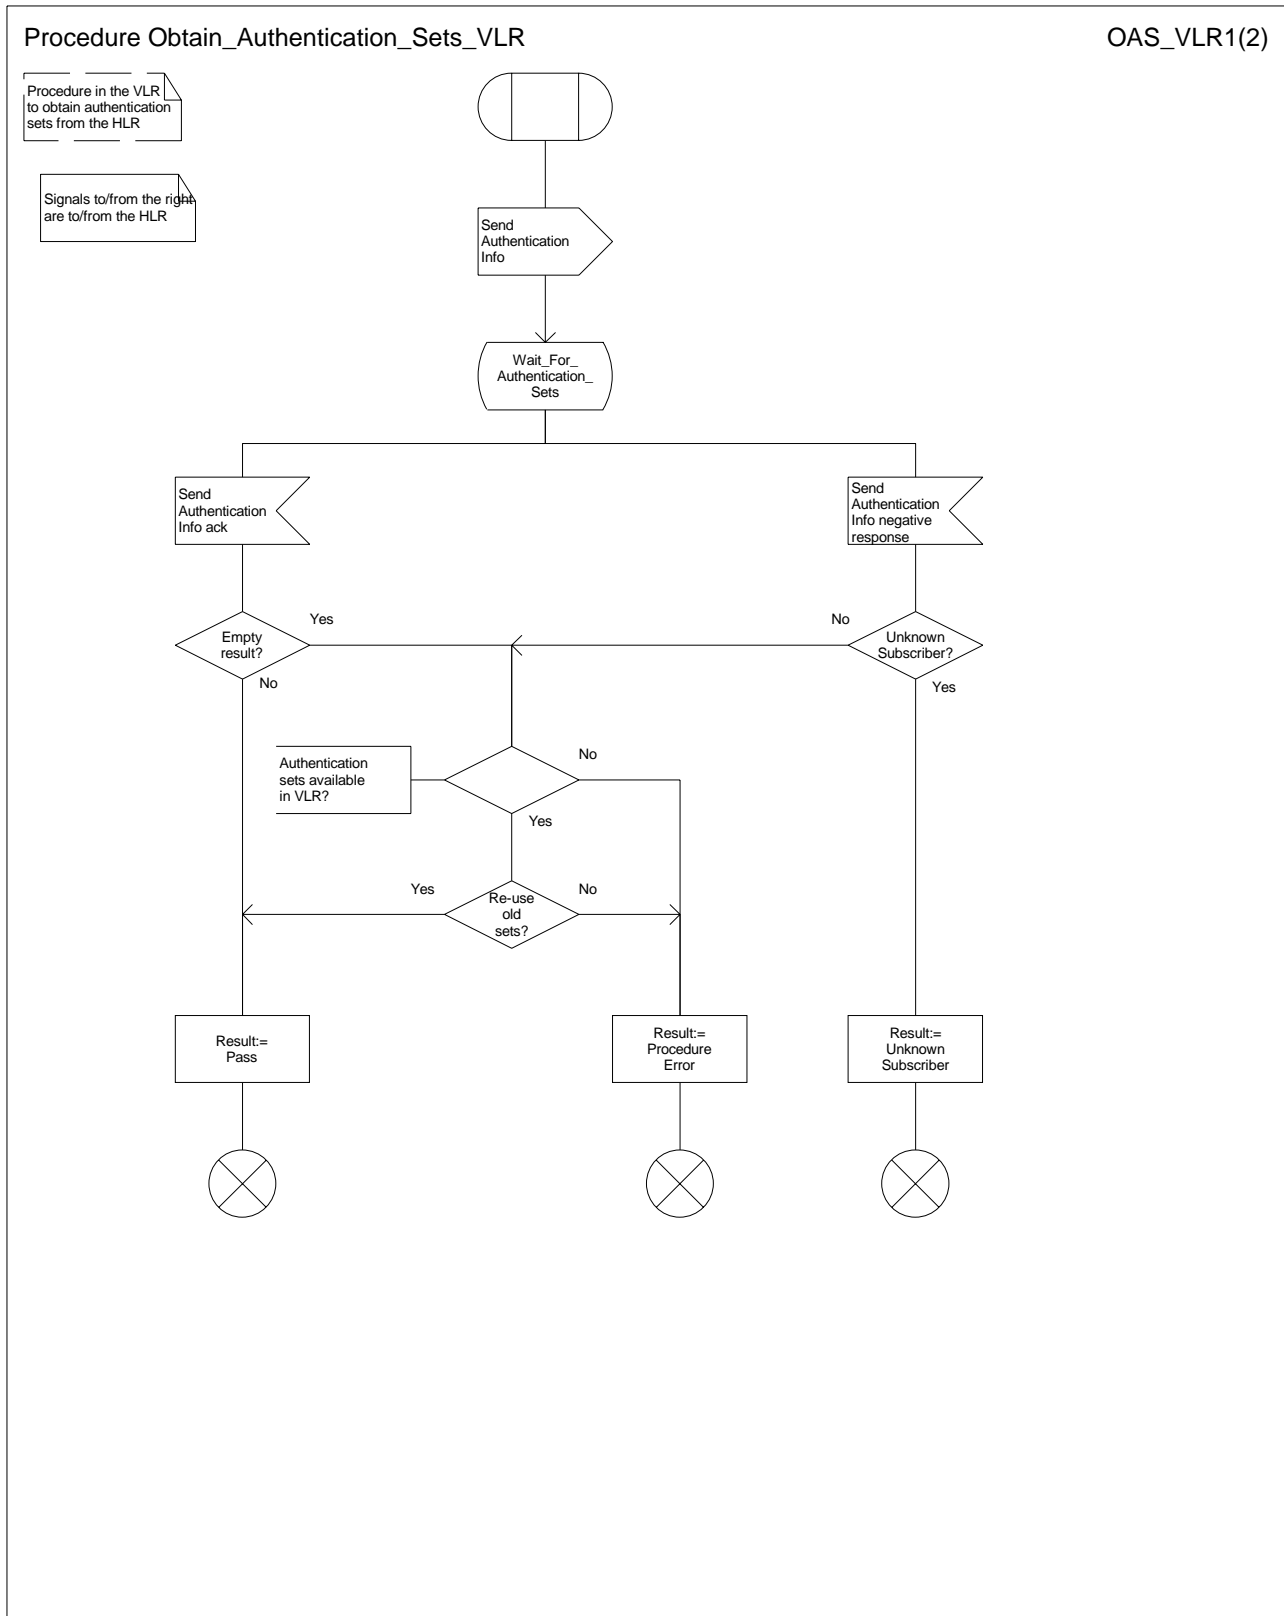 Procedure Obtain_Authentication_Sets_VLR
OAS_VLR1(2)
Procedure in the VLR
to obtain authentication
sets from the HLR
Signals to/from the right
are to/from the HLR
Send
Authentication
Info
Wait_For_
Authentication_
Sets
Send
Authentication
Info ack
Send
Authentication
Info negative
response
Empty
result?
Yes
No
Unknown
Subscriber?
No
Yes
Authentication
sets available
in VLR?
No
Yes
Re-use
old
sets?
Yes
No
Result:=
Pass
Result:=
Procedure
Error
Result:=
Unknown
Subscriber